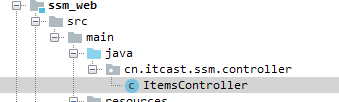 ssm_web
src
main
java
cn.itcast.ssm.controller
ItemsController
resources